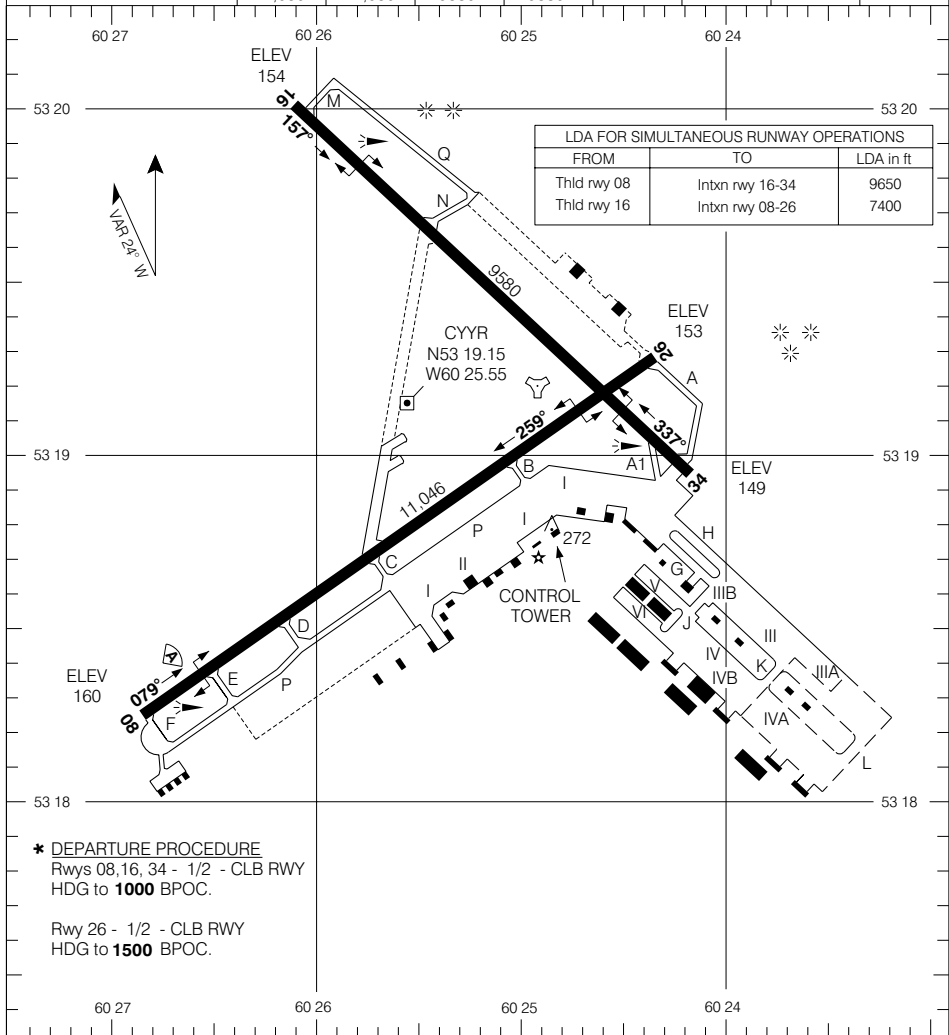 60 27 60 26 60 25 60 24
ELEV
154
53 20 53 20
16
M
157°
Q
N
LDA FOR SIMULTANEOUS RUNWAY OPERATIONS
FROM TO LDA in ft
Thld rwy 08 Intxn rwy 16-34 9650
Thld rwy 16 Intxn rwy 08-26 7400
VAR 24° W
9580
CYYR
N53 19.15
W60 25.55
ELEV
153
26
A
259°
337°
53 19 53 19
A1
34
ELEV
149
B
I
11,046
P
I
H
272
C
II
G
CONTROL
TOWER
I
V
IIIB
VI
J
D
III
IV
K
A
E
P
IVB
IIIA
ELEV
160
079°
08
F
IVA
L
53 18 53 18
* DEPARTURE PROCEDURE
Rwys 08,16, 34 - 1/2 - CLB RWY
HDG to 1000 BPOC.
Rwy 26 - 1/2 - CLB RWY
HDG to 1500 BPOC.
60 27 60 26 60 25 60 24